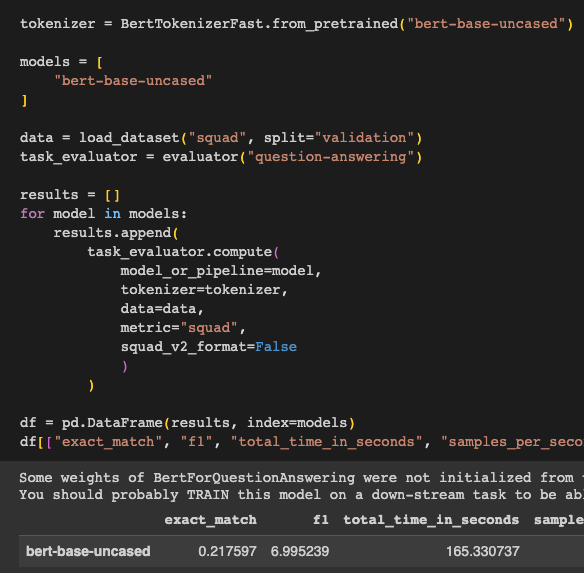 tokenizer = BertTokenizerFast.from_pretrained("bert-base-uncased")
models = [
    "bert-base-uncased"
]
data = load_dataset("squad", split="validation")
task_evaluator = evaluator("question-answering")
results = []
for model in models:
    results.append(
        task_evaluator.compute(
            model_or_pipeline=model,
            tokenizer=tokenizer,
            data=data,
            metric="squad",
            squad_v2_format=False
            )
        )
df = pd.DataFrame(results, index=models)
df[["exact_match", "f1", "total_time_in_seconds", "samples_per_seco
Some weights of BertForQuestionAnswering were not initialized from
You should probably TRAIN this model on a down-stream task to be
exact_match f1 total_time_in_seconds sample
bert-base-uncased 0.217597 6.995239 165.330737